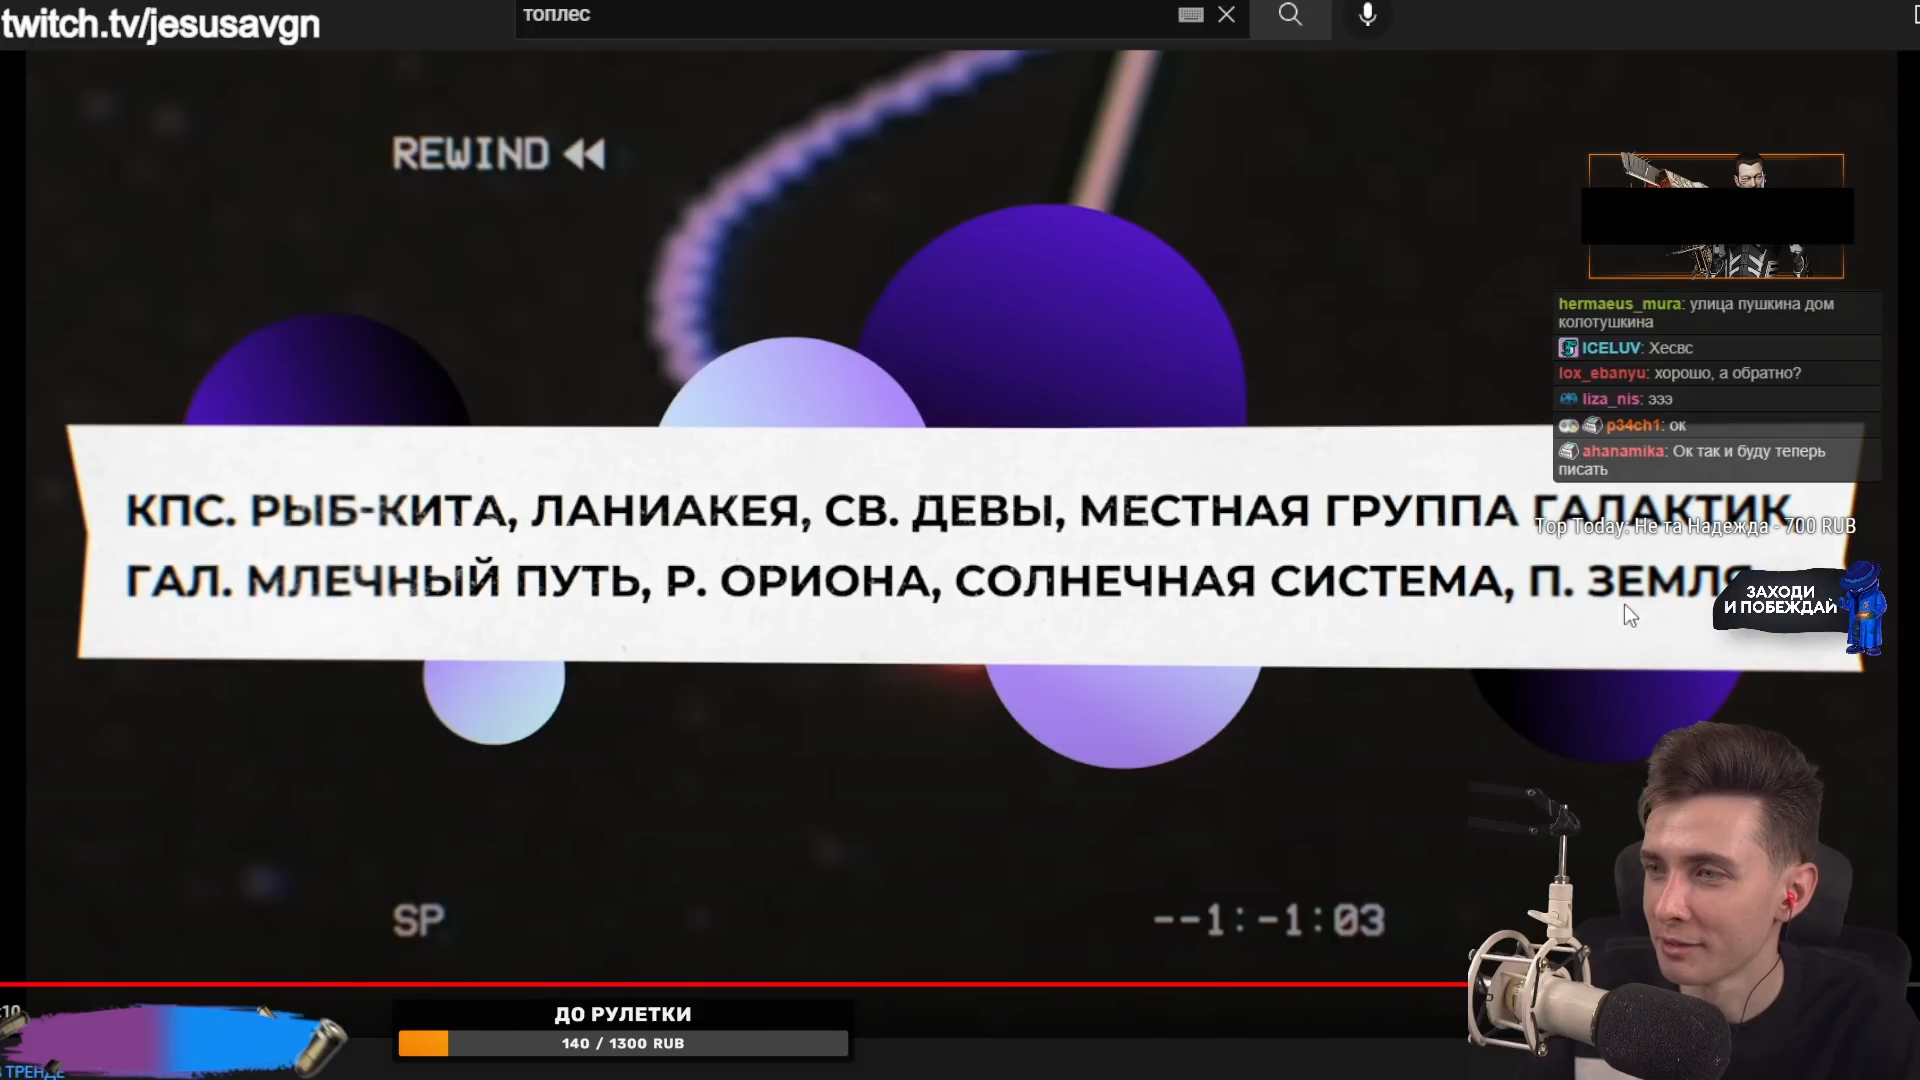 twitch.tv/jesusavgn
топлес
REWIND
hermaeus_mura: улица пушкина дом
колотушкина
ICELUV: Хесвс
lox_ebanyu: хорошо, а обратно?
liza_nis: эээ
p34ch1: ок
ahanamika: Ок так и буду теперь
писать
КПС. РЫБ-КИТА, ЛАНИАКЕЯ, СВ. ДЕВЫ, МЕСТНАЯ ГРУППА ГАЛАКТИК
Top Today: Не та Надежда - 700 RUB
ГАЛ. МЛЕЧНЫЙ ПУТЬ, Р. ОРИОНА, СОЛНЕЧНАЯ СИСТЕМА, П. ЗЕМЛЯ
ЗАХОДИ
И ПОБЕЖДАЙ
SP
--1:-1:03
:10
ДО РУЛЕТКИ
140 / 1300 RUB
В ТРЕНДЕ